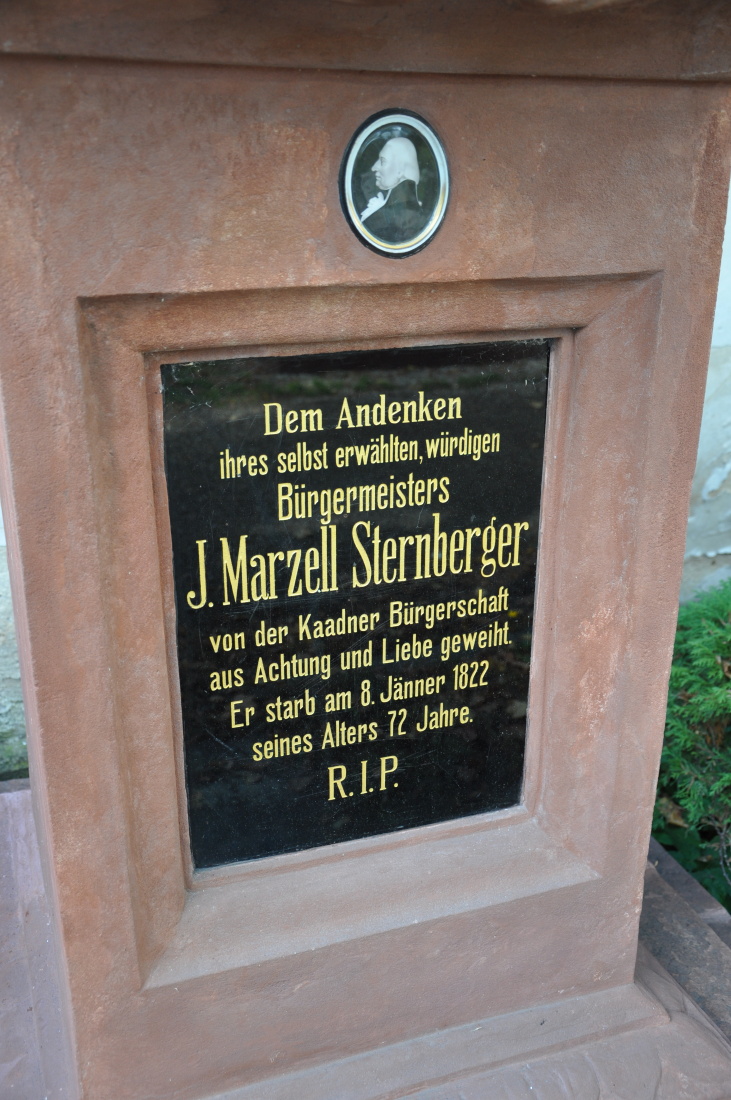 Dem Andenken
ihres selbst erwählten, würdigen
Bürgermeisters
J. Marzell Sternberger
von der Kaadner Bürgerschaft
aus Achtung und Liebe geweiht.
Er starb am 8. Jänner 1822
seines Alters 72 Jahre.
R.I.P.